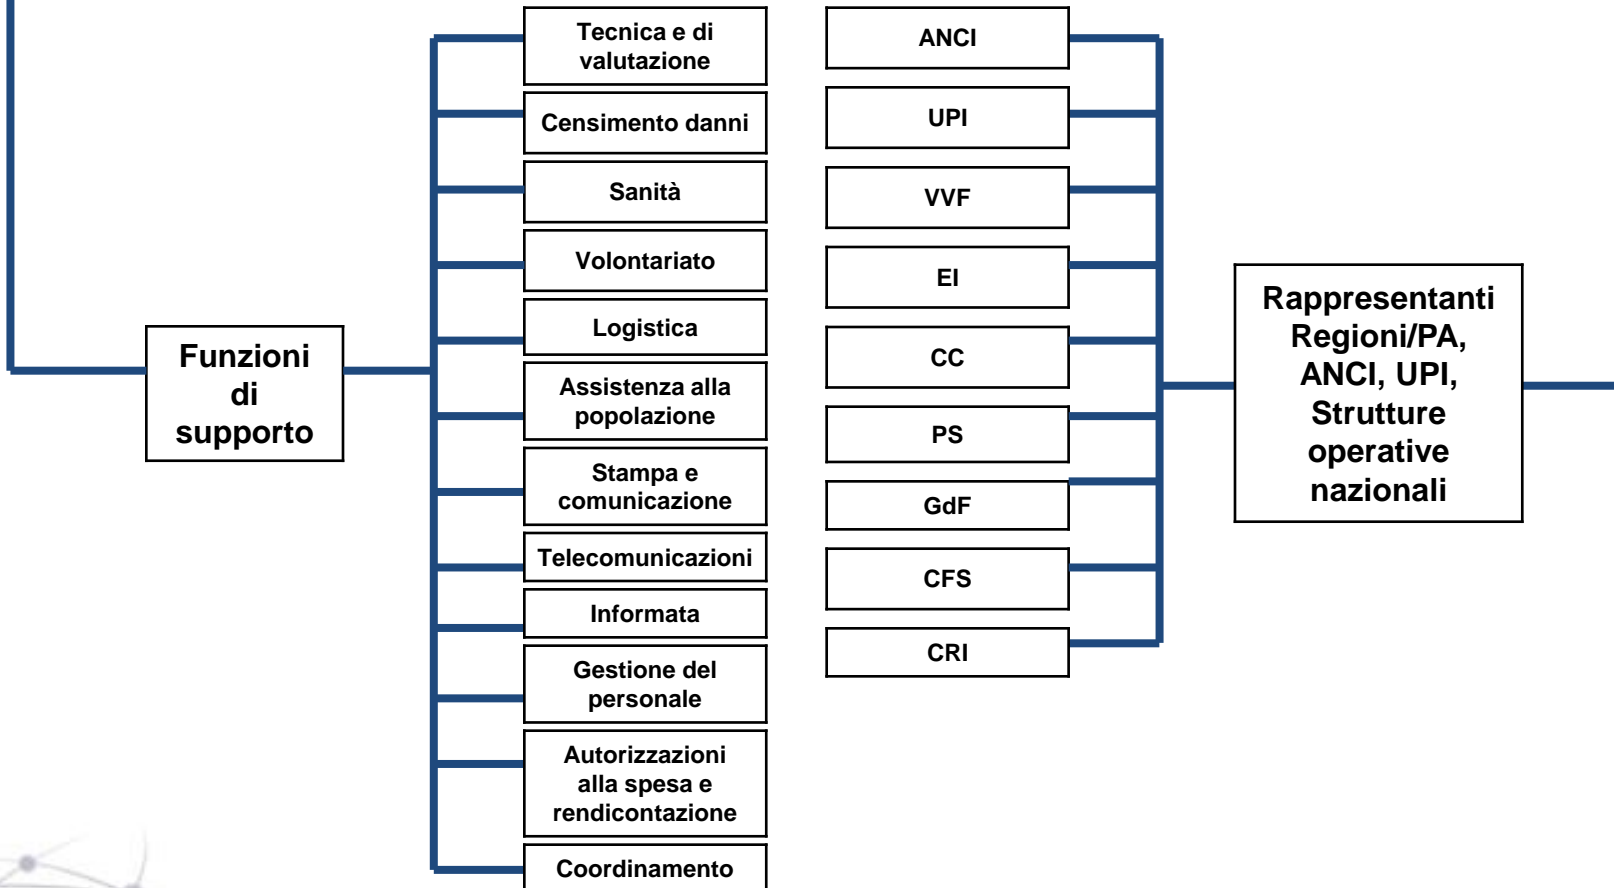 Funzioni
di
supporto
Tecnica e di
valutazione
Censimento danni
Sanità
Volontariato
Logistica
Assistenza alla
popolazione
Stampa e
comunicazione
Telecomunicazioni
Informata
Gestione del
personale
Autorizzazioni
alla spesa e
rendicontazione
Coordinamento
ANCI
UPI
VVF
EI
CC
PS
GdF
CFS
CRI
Rappresentanti
Regioni/PA,
ANCI, UPI,
Strutture
operative
nazionali